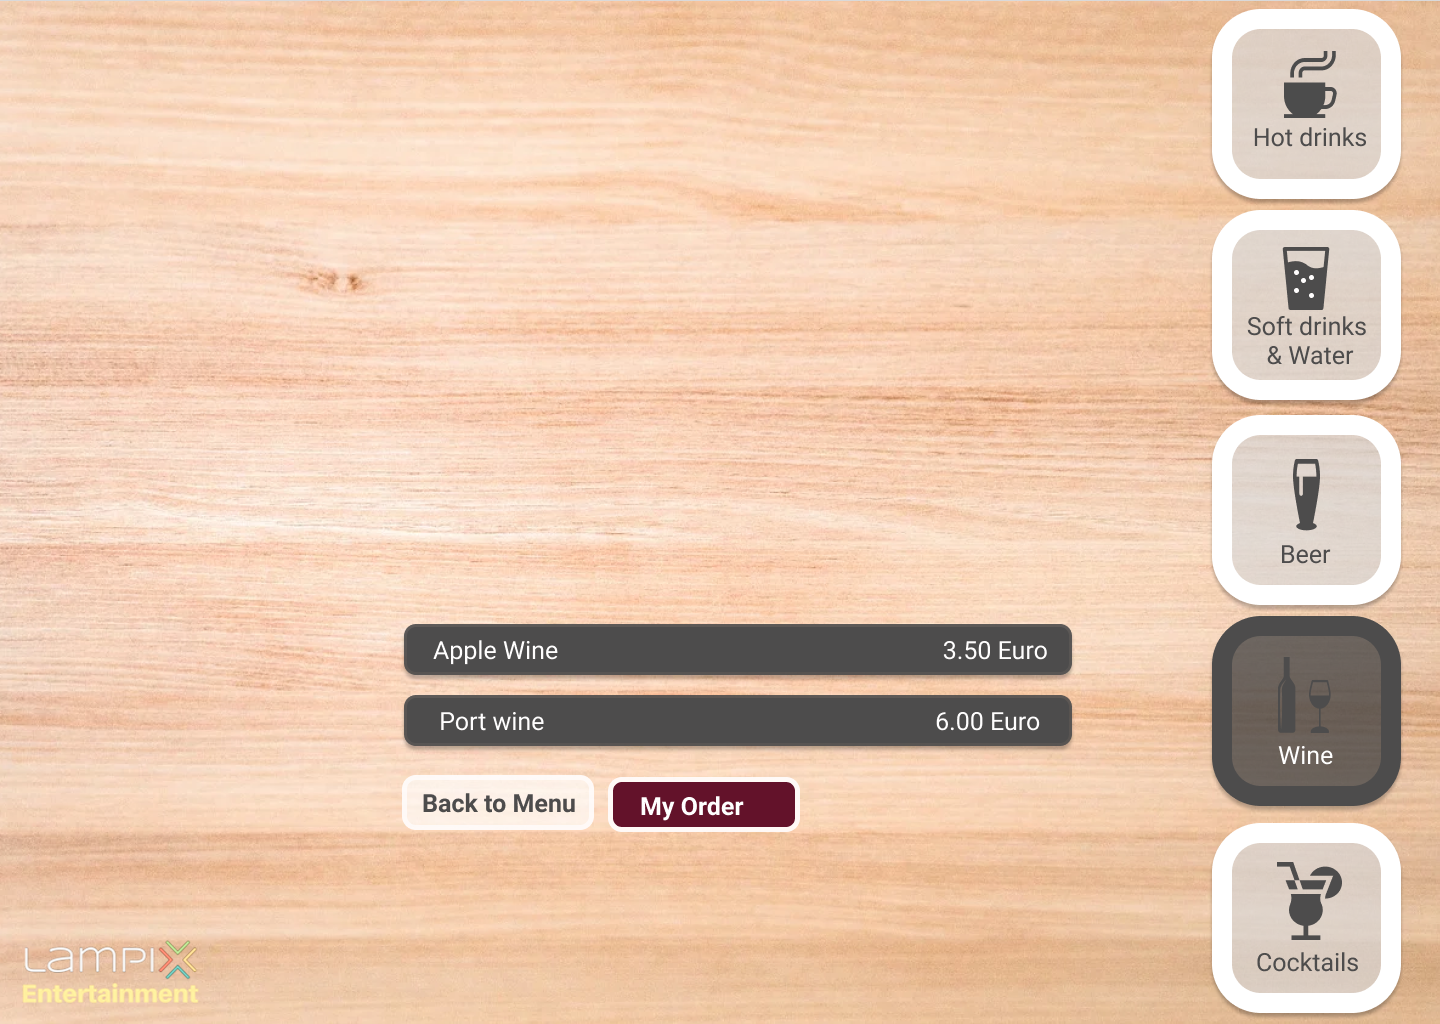 Hot drinks
Soft drinks
& Water
Beer
Apple Wine 3.50 Euro
Port wine 6.00 Euro
Wine
Back to Menu My Order
Cocktails
LAMPIX
Entertainment